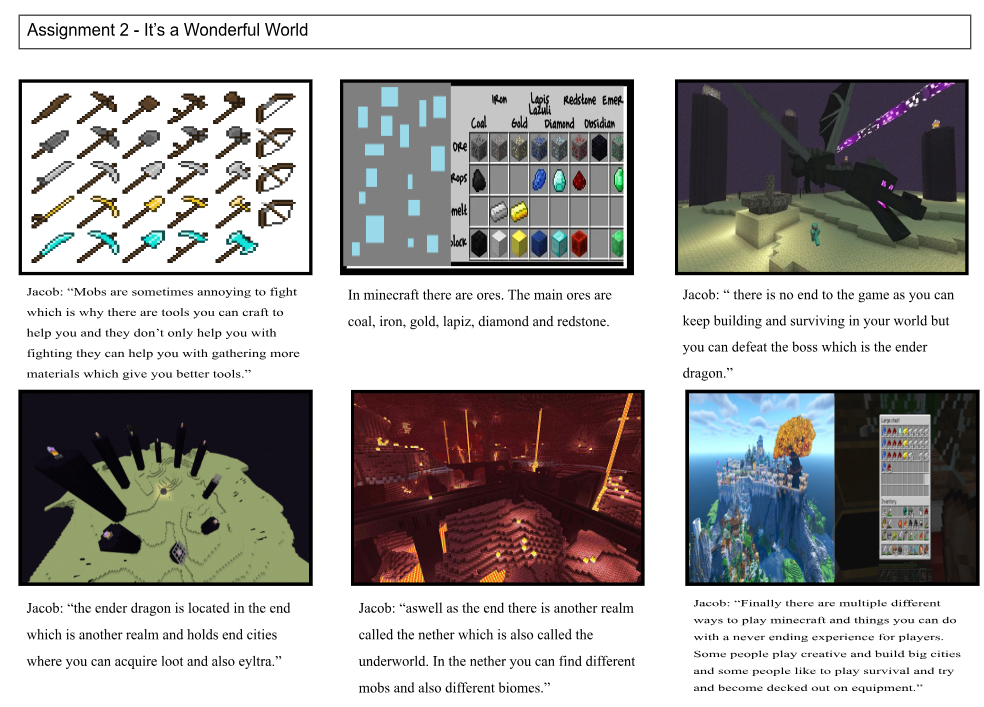 Assignment 2 - It's a Wonderful World
Iron Lapis Redstone Emer
Lazuli
Coal Gold Diamond Obsidian
Ore
rops
melt
lock
Jacob: “Mobs are sometimes annoying to fight
which is why there are tools you can craft to
help you and they don’t only help you with
fighting they can help you with gathering more
materials which give you better tools.”
In minecraft there are ores. The main ores are
coal, iron, gold, lapiz, diamond and redstone.
Jacob: “ there is no end to the game as you can
keep building and surviving in your world but
you can defeat the boss which is the ender
dragon.”
Large chest
Inventory
Jacob: “the ender dragon is located in the end
which is another realm and holds end cities
where you can acquire loot and also eyltra.”
Jacob: “aswell as the end there is another realm
called the nether which is also called the
underworld. In the nether you can find different
mobs and also different biomes.”
Jacob: “Finally there are multiple different
ways to play minecraft and things you can do
with a never ending experience for players.
Some people play creative and build big cities
and some people like to play survival and try
and become decked out on equipment.”